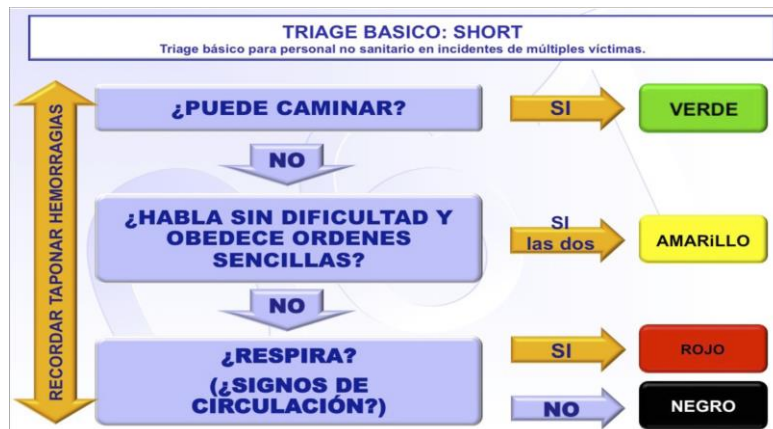 TRIAGE BASICO: SHORT
Triage básico para personal no sanitario en incidentes de múltiples víctimas.
RECORDAR TAPONAR HEMORRAGIAS
¿PUEDE CAMINAR?
SI
VERDE
NO
¿HABLA SIN DIFICULTAD Y
OBEDECE ORDENES
SENCILLAS?
SI
las dos
AMARiLLO
NO
¿RESPIRA?
(¿SIGNOS DE
CIRCULACIÓN?)
SI
ROJO
NO
NEGRO